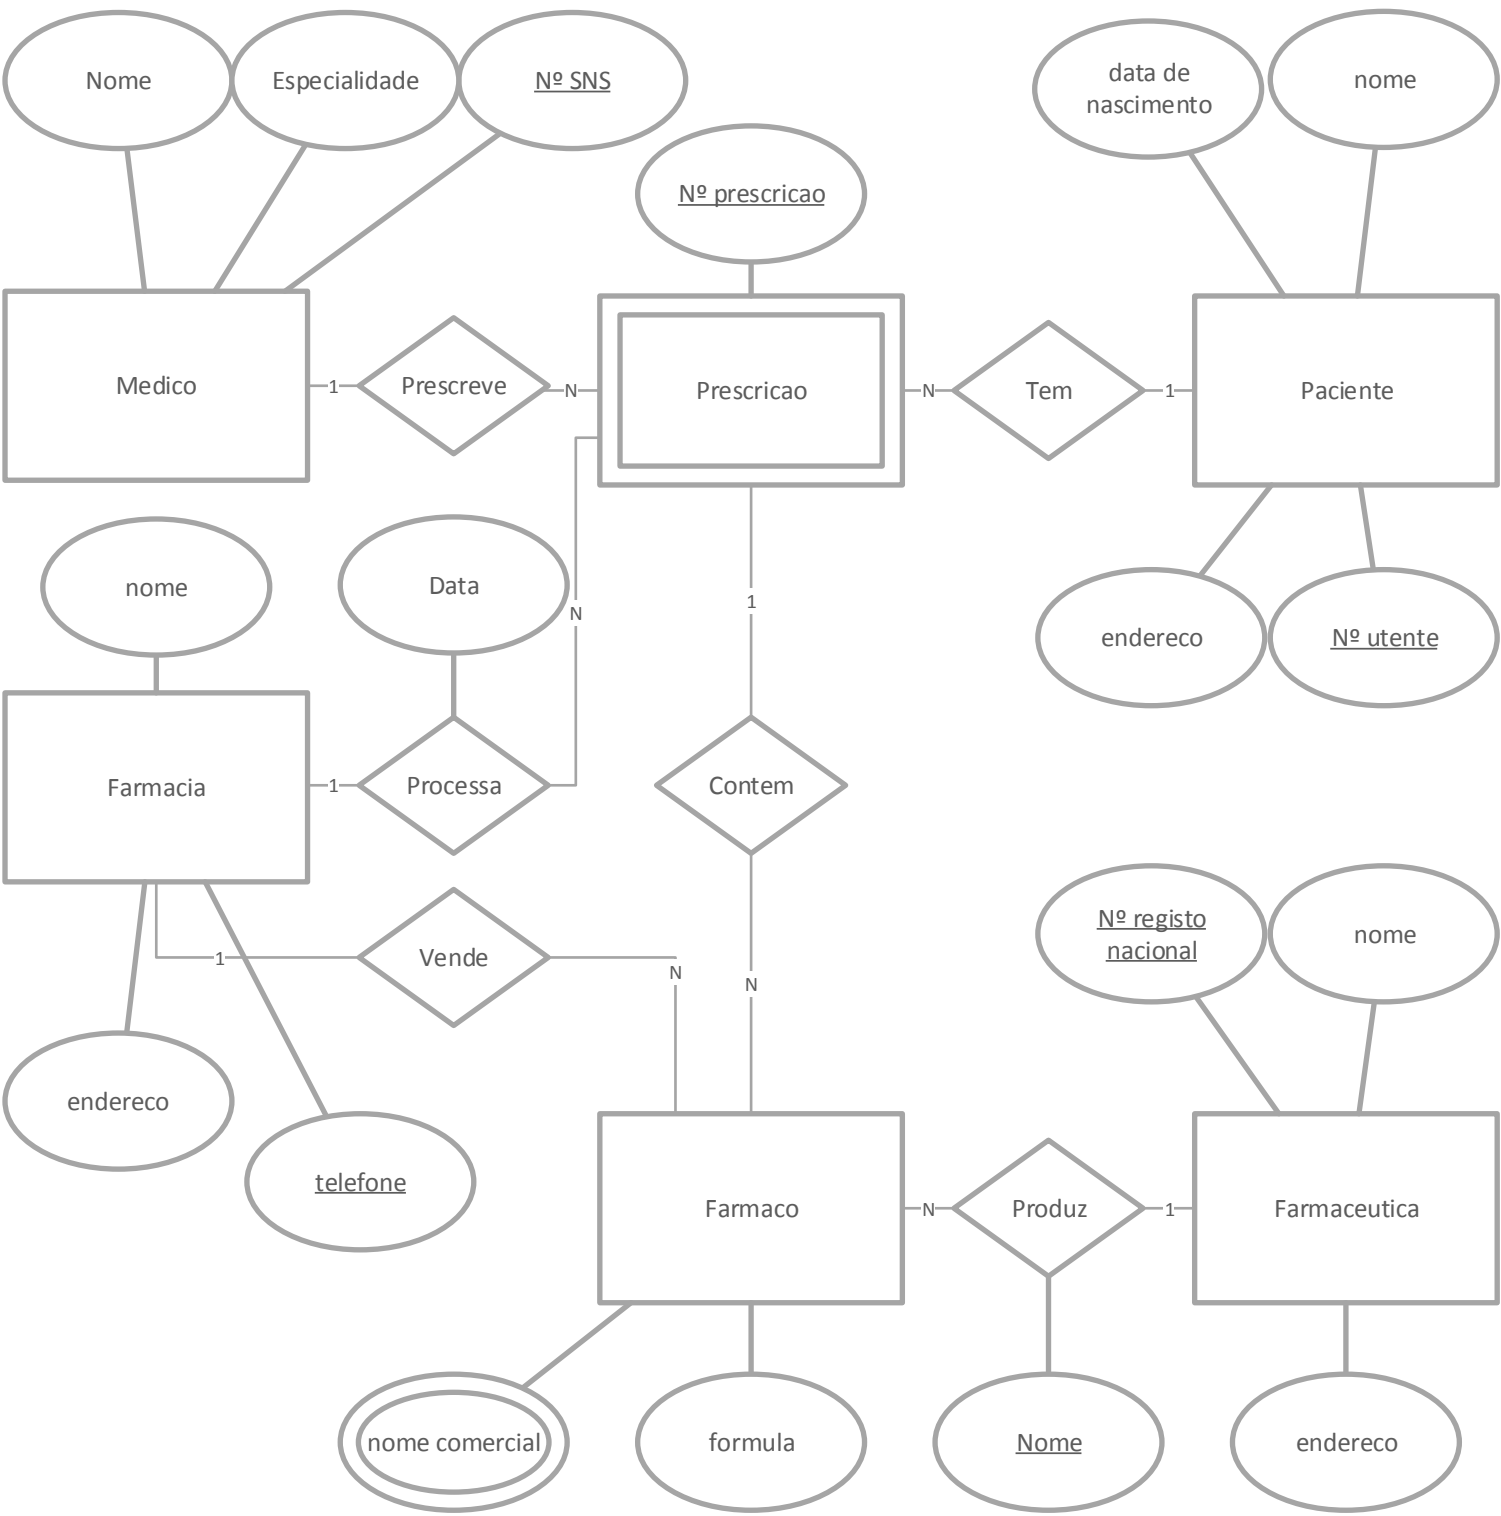 Nome
Especialidade
Nº SNS
data de
nascimento
nome
Nº prescricao
Medico
1
Prescreve
N
Prescricao
N
Tem
1
Paciente
nome
Data
N
1
endereco
Nº utente
Farmacia
1
Processa
Contem
Nº registo
nacional
nome
1
Vende
N
N
endereco
telefone
Farmaco
N
Produz
1
Farmaceutica
nome comercial
formula
Nome
endereco